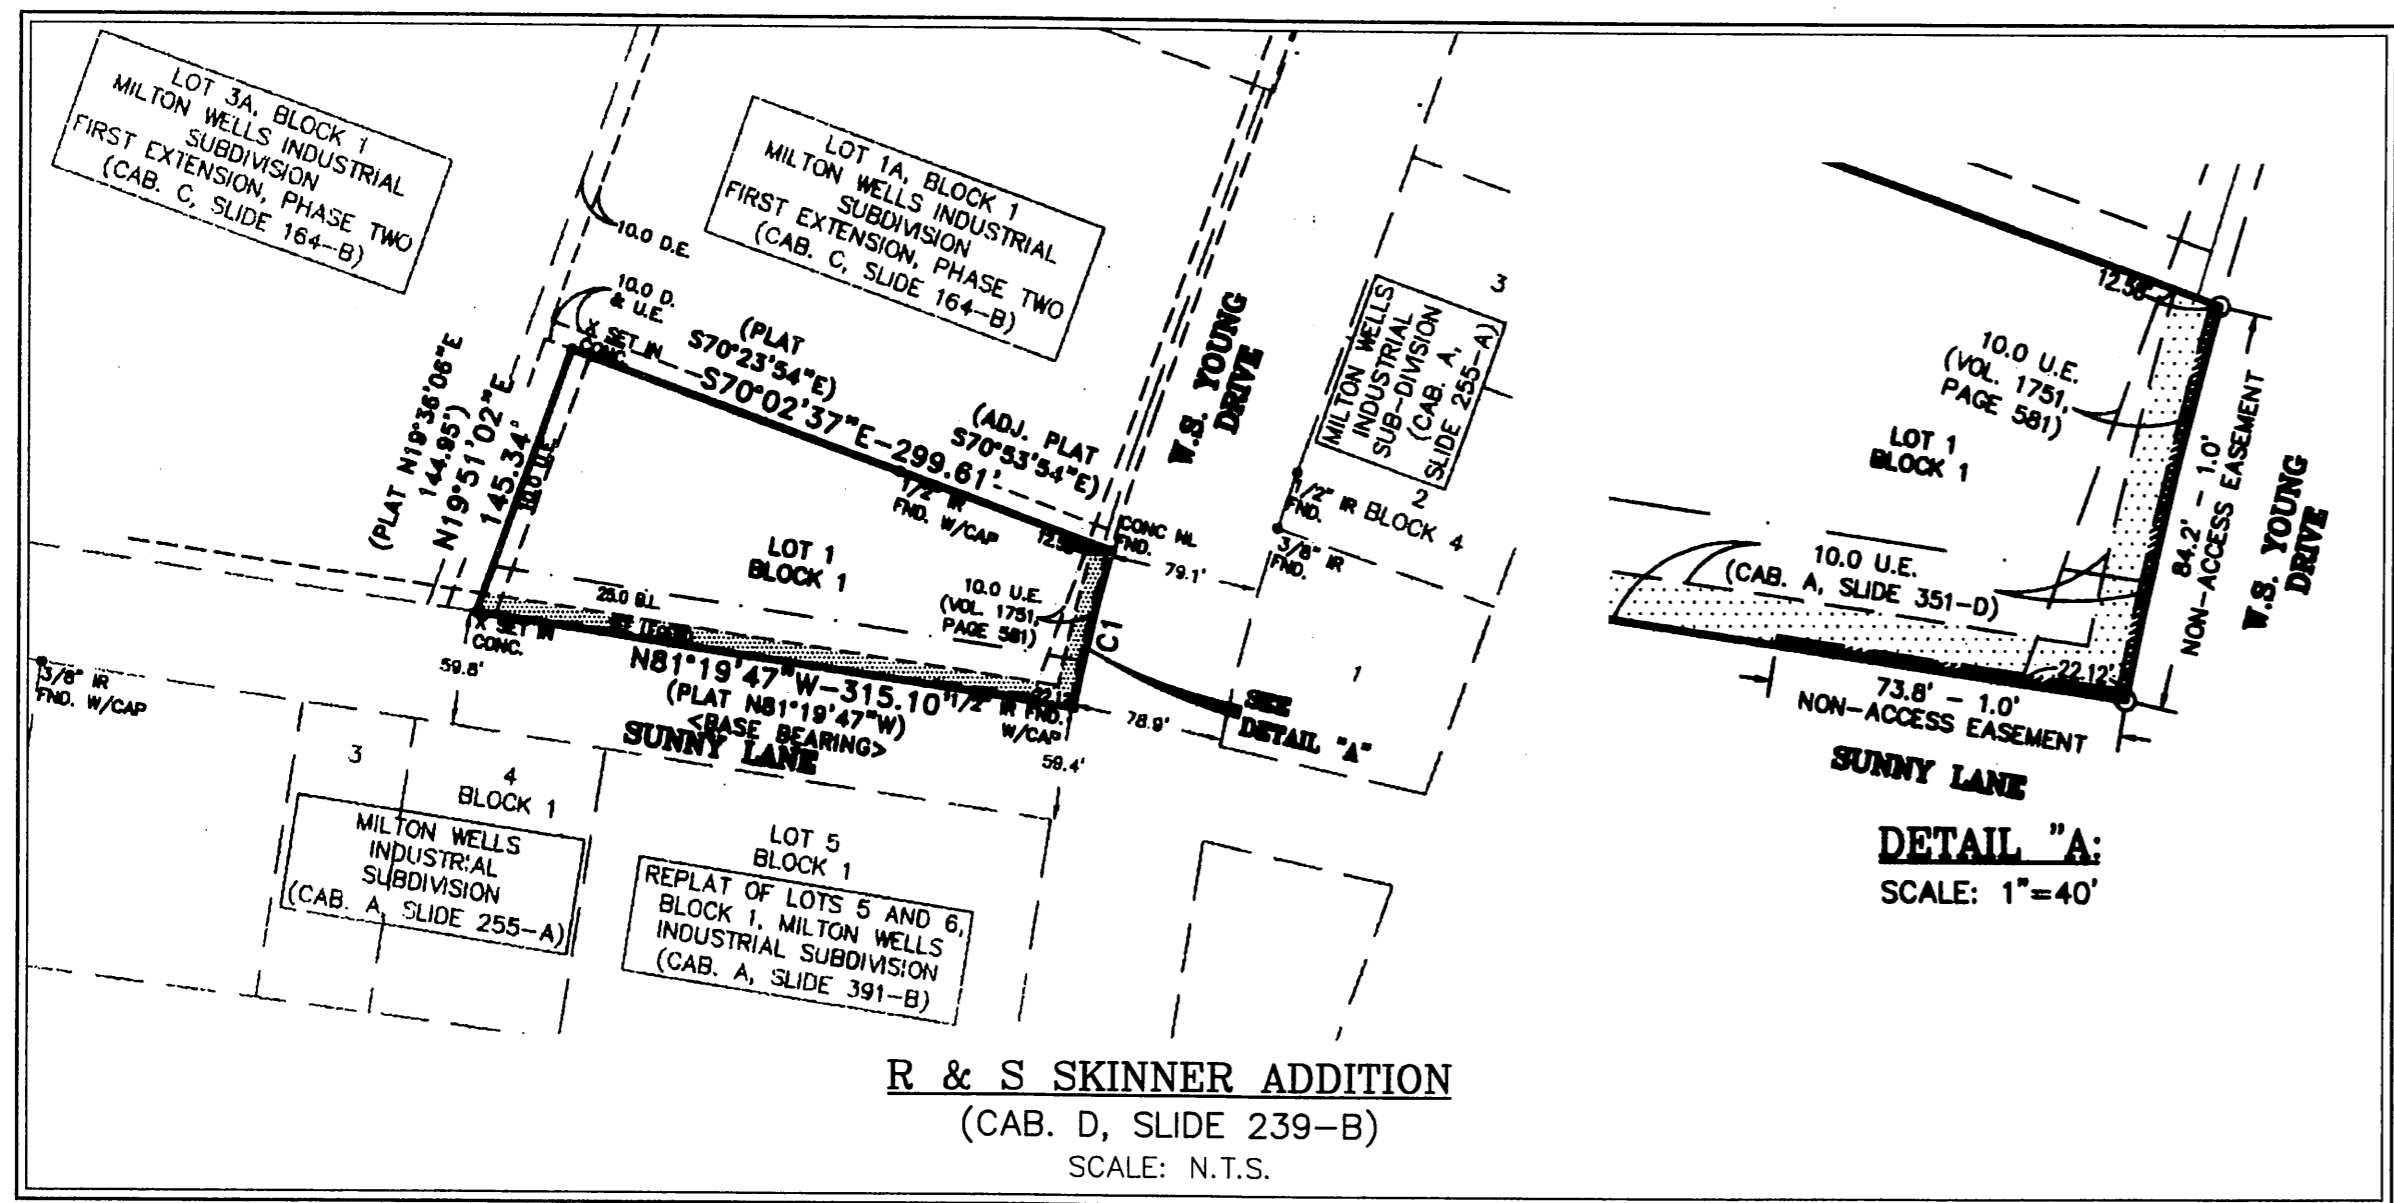 LOT 3A, BLOCK 1
MILTON WELLS INDUSTRIAL
SUBDIVISION
FIRST EXTENSION, PHASE TWO
(CAB. C, SLIDE 164-B)
LOT 1A, BLOCK 1
MILTON WELLS INDUSTRIAL
SUBDIVISION
FIRST EXTENSION, PHASE TWO
(CAB. C, SLIDE 164-B)
10.0 D.E.
10.0 D.
& U.E.
X SET IN
CONC.
(PLAT
S70°23'54"E)
S70°02'37"E-299.61'
(ADJ. PLAT
S70°53'54"E)
1/2" IR
FND. W/CAP
(PLAT N19°36'06"E
144.95')
N19°51'02"E
145.34'
10.0 U.E.
W.S. YOUNG
DRIVE
MILTON WELLS
INDUSTRIAL
SUB-DIVISION
(CAB. A,
SLIDE 255-A)
3
2
BLOCK 4
1/2" IR
FND.
3/8" IR
FND.
1
CONC NL
FND.
79.1'
LOT 1
BLOCK 1
25.0 B.L.
SEE LEGEND
10.0 U.E.
(VOL. 1751,
PAGE 581)
C1
X SET IN
CONC.
59.8'
3/8" IR
FND. W/CAP
N81°19'47"W-315.10'
(PLAT N81°19'47"W)
<BASE BEARING>
SUNNY LANE
1/2" IR FND.
W/CAP
78.9'
59.4'
SEE
DETAIL "A"
3
4
BLOCK 1
MILTON WELLS
INDUSTRIAL
SUBDIVISION
(CAB. A, SLIDE 255-A)
LOT 5
BLOCK 1
REPLAT OF LOTS 5 AND 6,
BLOCK 1, MILTON WELLS
INDUSTRIAL SUBDIVISION
(CAB. A, SLIDE 391-B)
10.0 U.E.
(VOL. 1751,
PAGE 581)
LOT 1
BLOCK 1
10.0 U.E.
(CAB. A, SLIDE 351-D)
84.2' - 1.0'
NON-ACCESS EASEMENT
W.S. YOUNG
DRIVE
22.12'
73.8' - 1.0'
NON-ACCESS EASEMENT
SUNNY LANE
DETAIL "A:
SCALE: 1"=40'
R & S SKINNER ADDITION
(CAB. D, SLIDE 239-B)
SCALE: N.T.S.